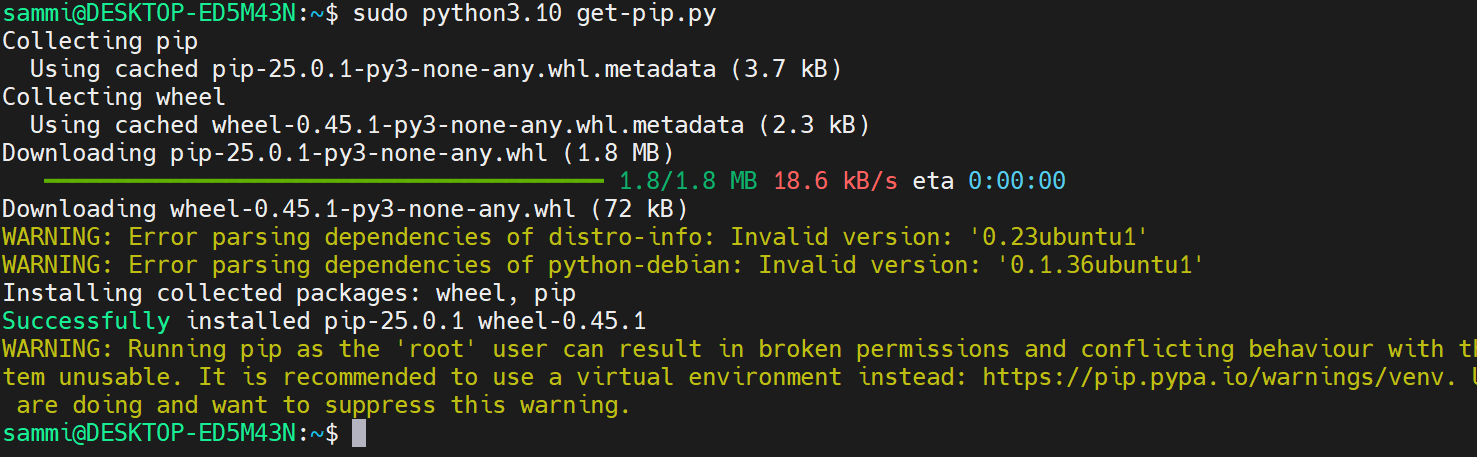 sammi@DESKTOP-ED5M43N:~$ sudo python3.10 get-pip.py
Collecting pip
  Using cached pip-25.0.1-py3-none-any.whl.metadata (3.7 kB)
Collecting wheel
  Using cached wheel-0.45.1-py3-none-any.whl.metadata (2.3 kB)
Downloading pip-25.0.1-py3-none-any.whl (1.8 MB)
1.8/1.8 MB 18.6 kB/s eta 0:00:00
Downloading wheel-0.45.1-py3-none-any.whl (72 kB)
WARNING: Error parsing dependencies of distro-info: Invalid version: '0.23ubuntu1'
WARNING: Error parsing dependencies of python-debian: Invalid version: '0.1.36ubuntu1'
Installing collected packages: wheel, pip
Successfully installed pip-25.0.1 wheel-0.45.1
WARNING: Running pip as the 'root' user can result in broken permissions and conflicting behaviour with
tem unusable. It is recommended to use a virtual environment instead: https://pip.pypa.io/warnings/venv.
 are doing and want to suppress this warning.
sammi@DESKTOP-ED5M43N:~$